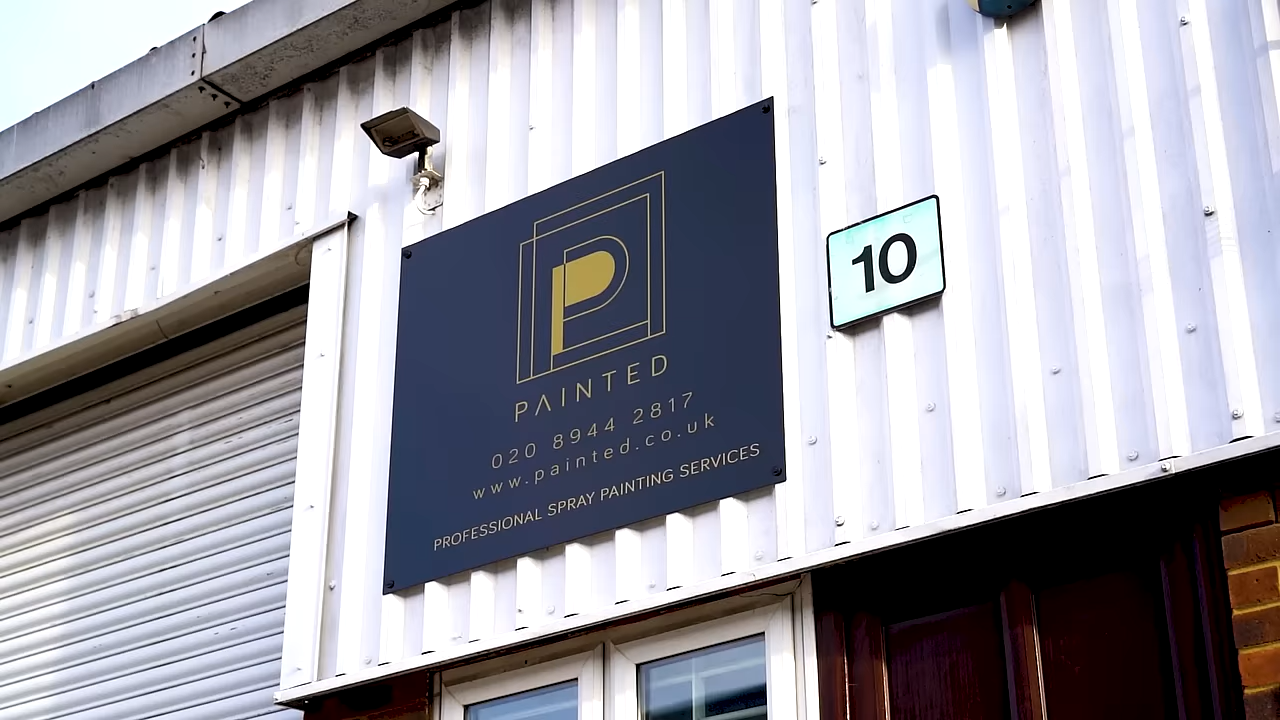 P
PAINTED
020 8944 2817
www.painted.co.uk
PROFESSIONAL SPRAY PAINTING SERVICES
10